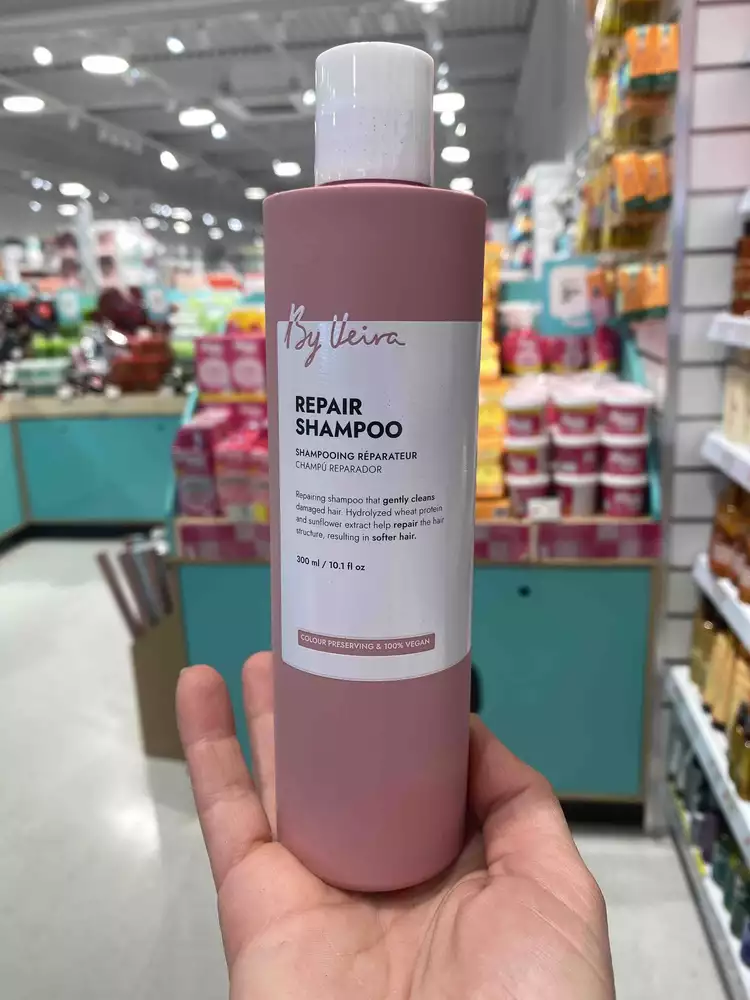 By Veira
REPAIR
SHAMPOO
SHAMPOOING RÉPARATEUR
CHAMPÚ REPARADOR
Repairing shampoo that gently cleans
damaged hair. Hydrolyzed wheat protein
and sunflower extract help repair the hair
structure, resulting in softer hair.
300 ml / 10.1 fl oz
COLOUR PRESERVING & 100% VEGAN